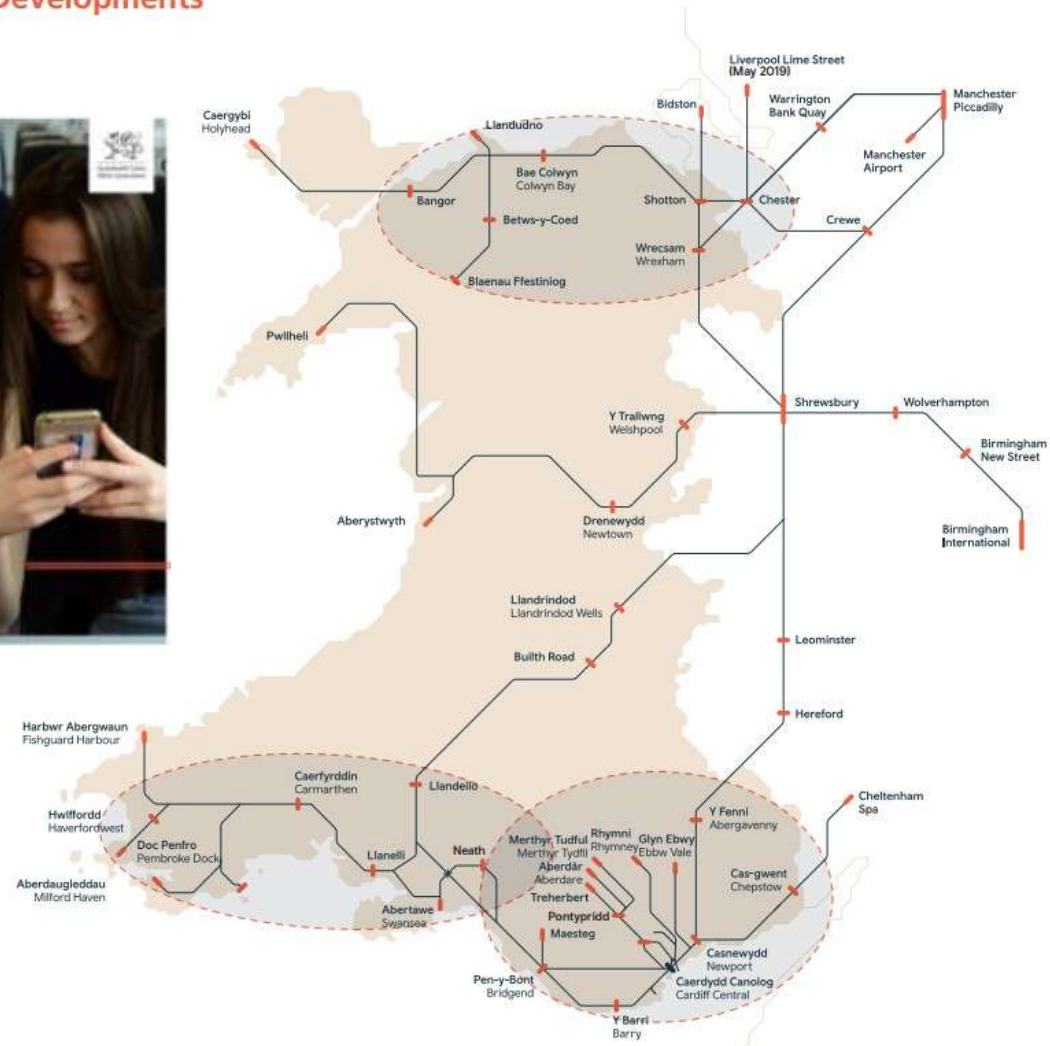 Developments
Liverpool Lime Street
(May 2019)
Caergybi
Holyhead
Llandudno
Bidston
Warrington
Bank Quay
Manchester
Piccadilly
Manchester
Airport
Bae Colwyn
Colwyn Bay
Bangor
Shotton
Chester
Betws-y-Coed
Crewe
Wrecsam
Wrexham
Blaenau Ffestiniog
Pwllheli
Shrewsbury
Wolverhampton
Y Trallwng
Welshpool
Birmingham
New Street
Aberystwyth
Drenewydd
Newtown
Birmingham
International
Llandrindod
Llandrindod Wells
Leominster
Builth Road
Hereford
Harbwr Abergwaun
Fishguard Harbour
Caerfyrddin
Carmarthen
Llandeilo
Cheltenham
Spa
Hwlffordd
Haverfordwest
Y Fenni
Abergavenny
Doc Penfro
Pembroke Dock
Llanelli
Neath
Merthyr Tudful
Merthyr Tydfil
Rhymni
Rhymney
Glyn Ebwy
Ebbw Vale
Aberdâr
Aberdare
Cas-gwent
Chepstow
Aberdaugleddau
Milford Haven
Treherbert
Abertawe
Swansea
Pontypridd
Maesteg
Casnewydd
Newport
Pen-y-Bont
Bridgend
Caerdydd Canolog
Cardiff Central
Y Barri
Barry